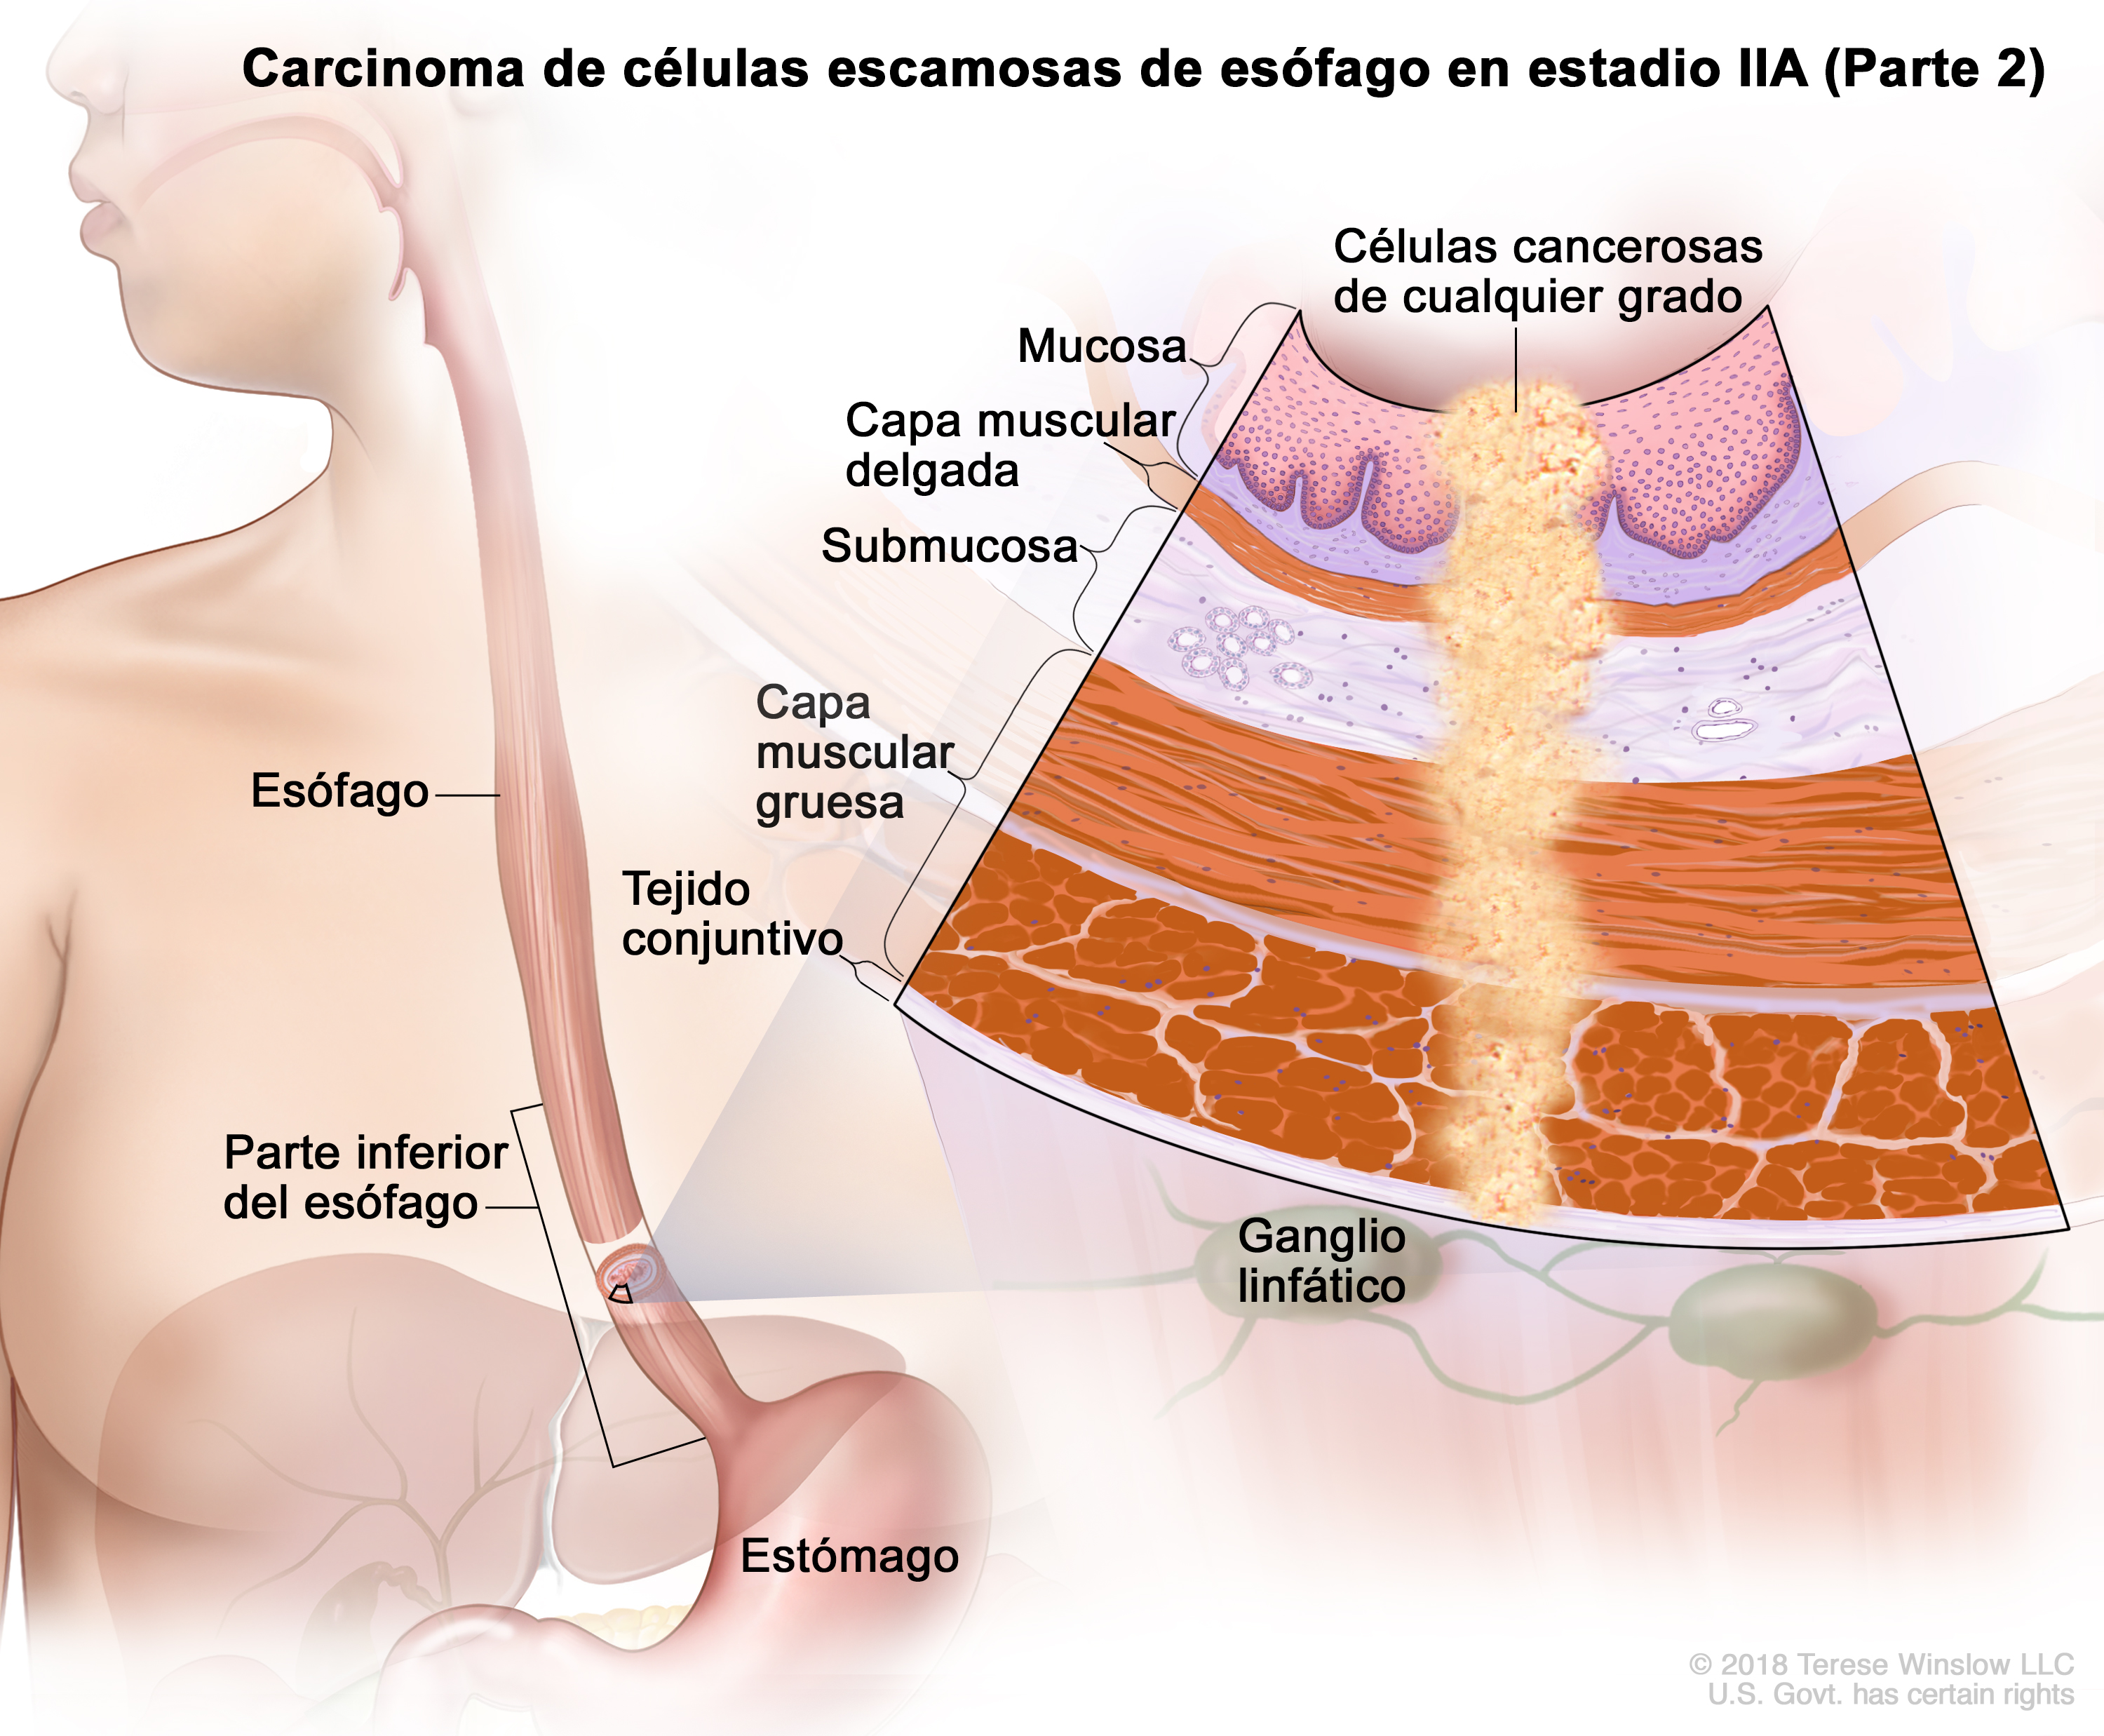 Carcinoma de células escamosas de esófago en estadio IIA (Parte 2)
Células cancerosas
de cualquier grado
Mucosa
Capa muscular
delgada
Submucosa
Capa
muscular
gruesa
Esófago
Tejido
conjuntivo
Parte inferior
del esófago
Ganglio
linfático
Estómago
© 2018 Terese Winslow LLC
U.S. Govt. has certain rights